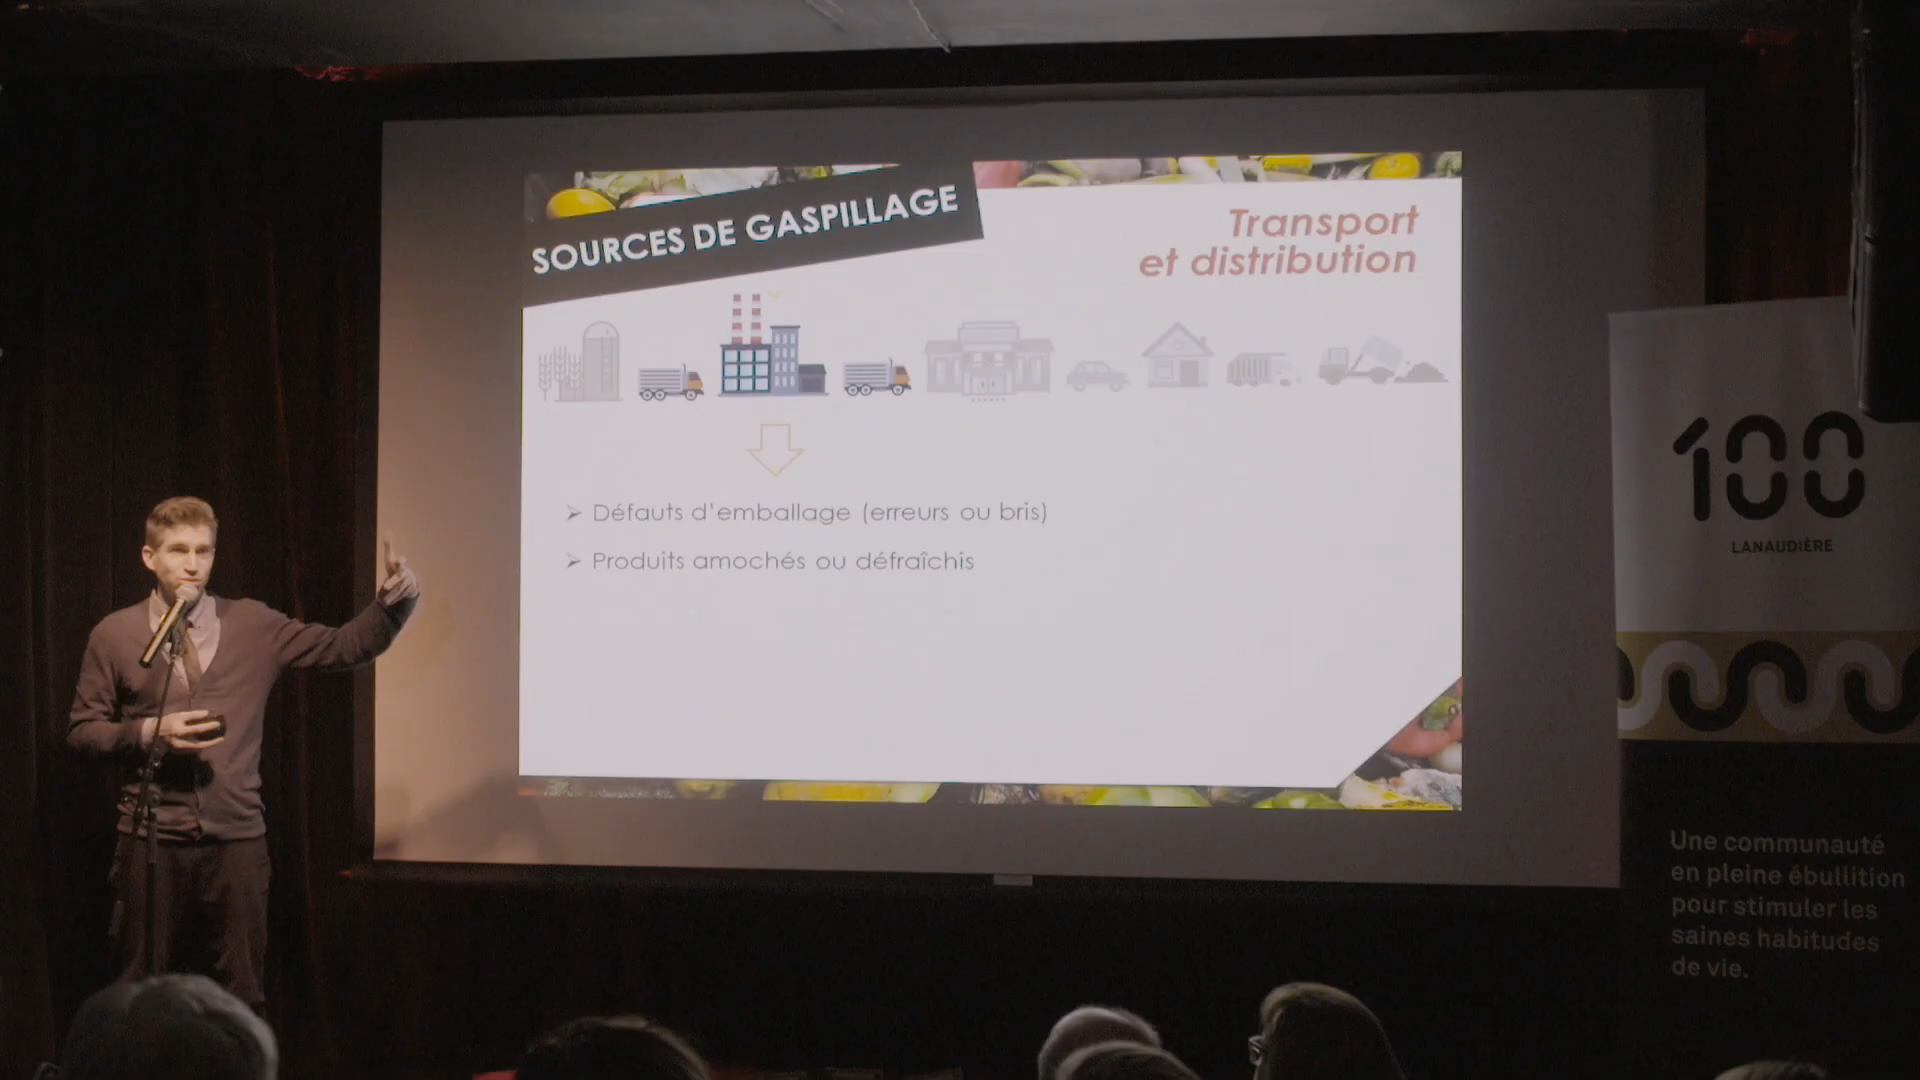 SOURCES DE GASPILLAGE
Transport
et distribution
➢ Défauts d'emballage (erreurs ou bris)
➢ Produits amochés ou défraîchis
100
LANAUDIÈRE
Une communauté
en pleine ébullition
pour stimuler les
saines habitudes
de vie.